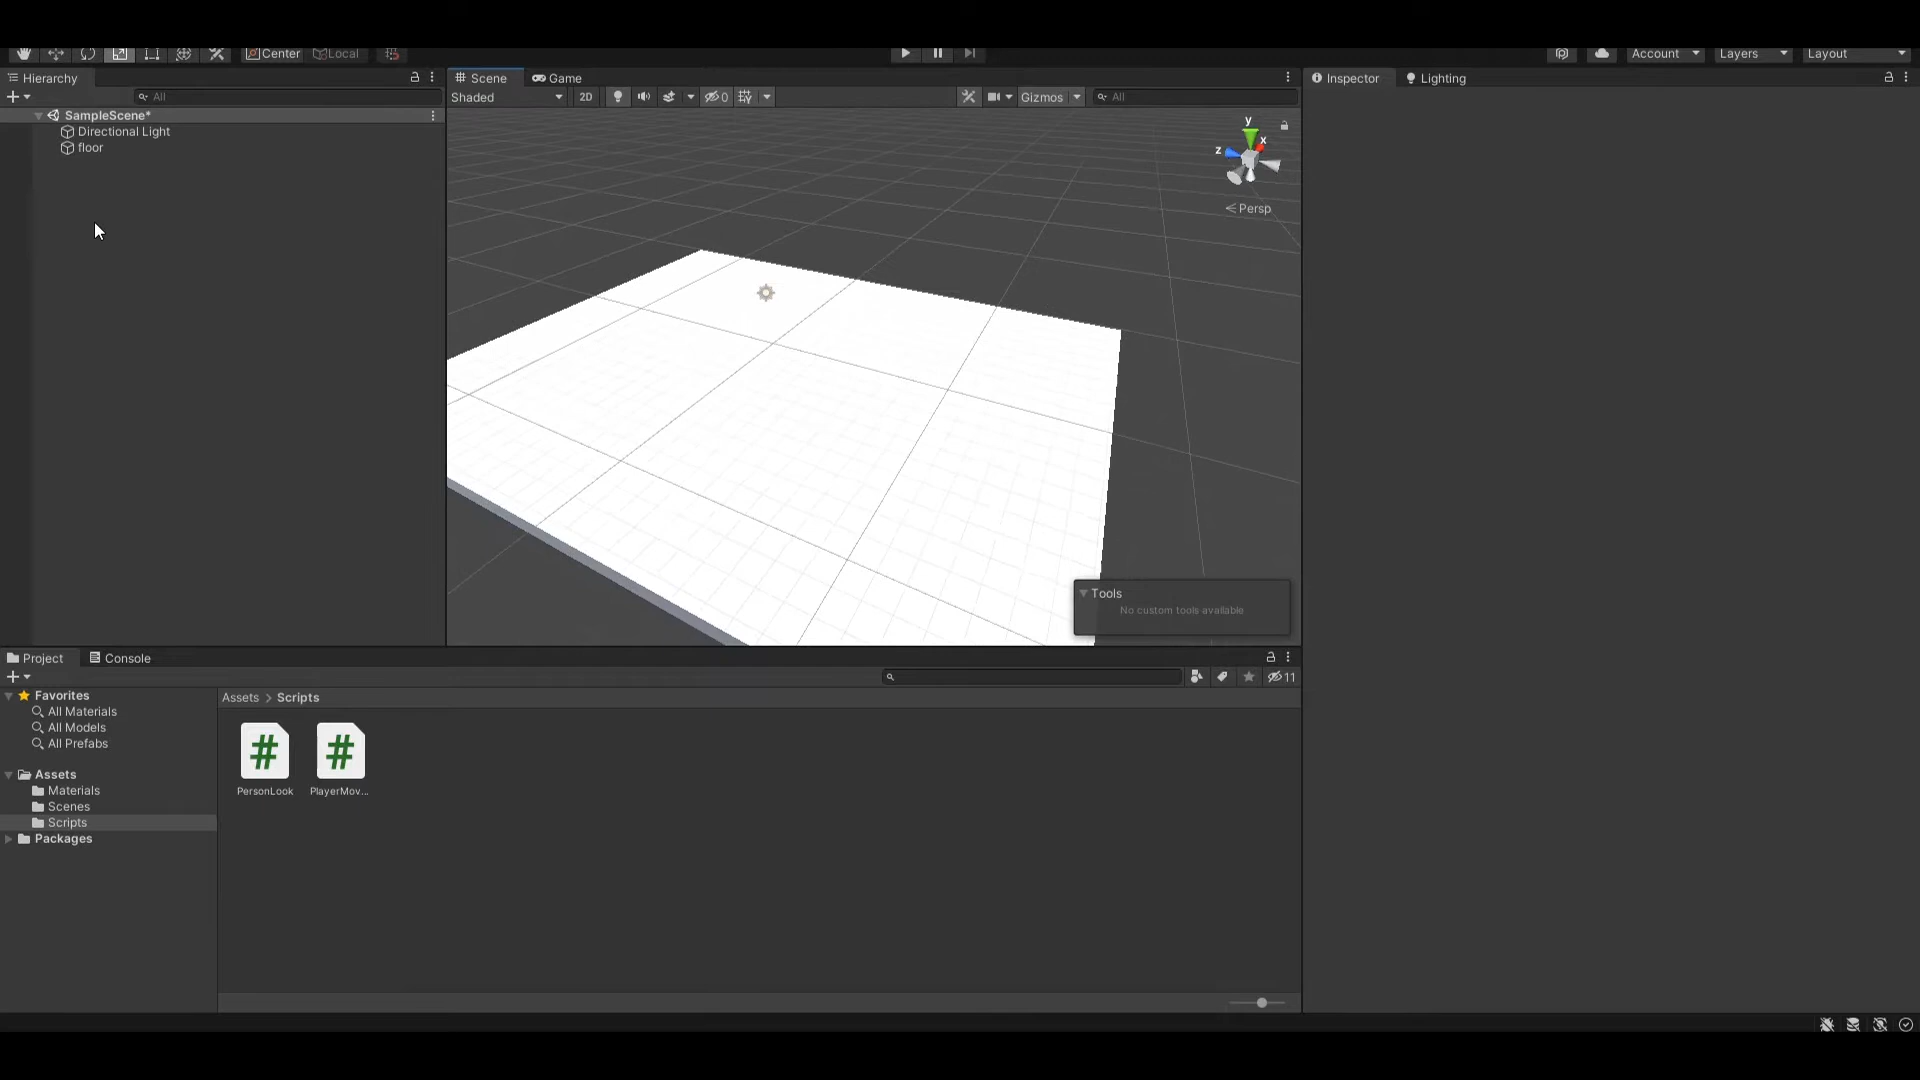 Center Local
Account Layers Layout
Hierarchy
All
SampleScene*
Directional Light
floor
Scene Game
Shaded 2D 0 Gizmos All
y
x
z
Persp
Tools
No custom tools available
Inspector Lighting
Project Console
11
Favorites
All Materials
All Models
All Prefabs
Assets
Materials
Scenes
Scripts
Packages
Assets > Scripts
PersonLook PlayerMov...